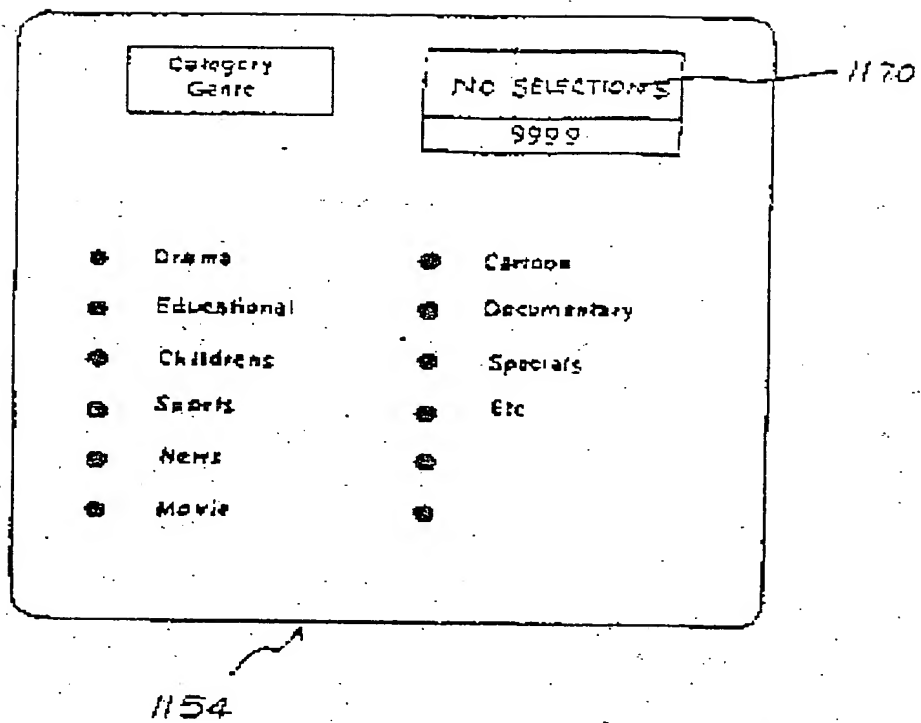 Category
Genre
NO SELECTIONS
9999
1170
Drama
Educational
Childrens
Sports
News
Movie
Cartoon
Documentary
Specials
Etc
1154